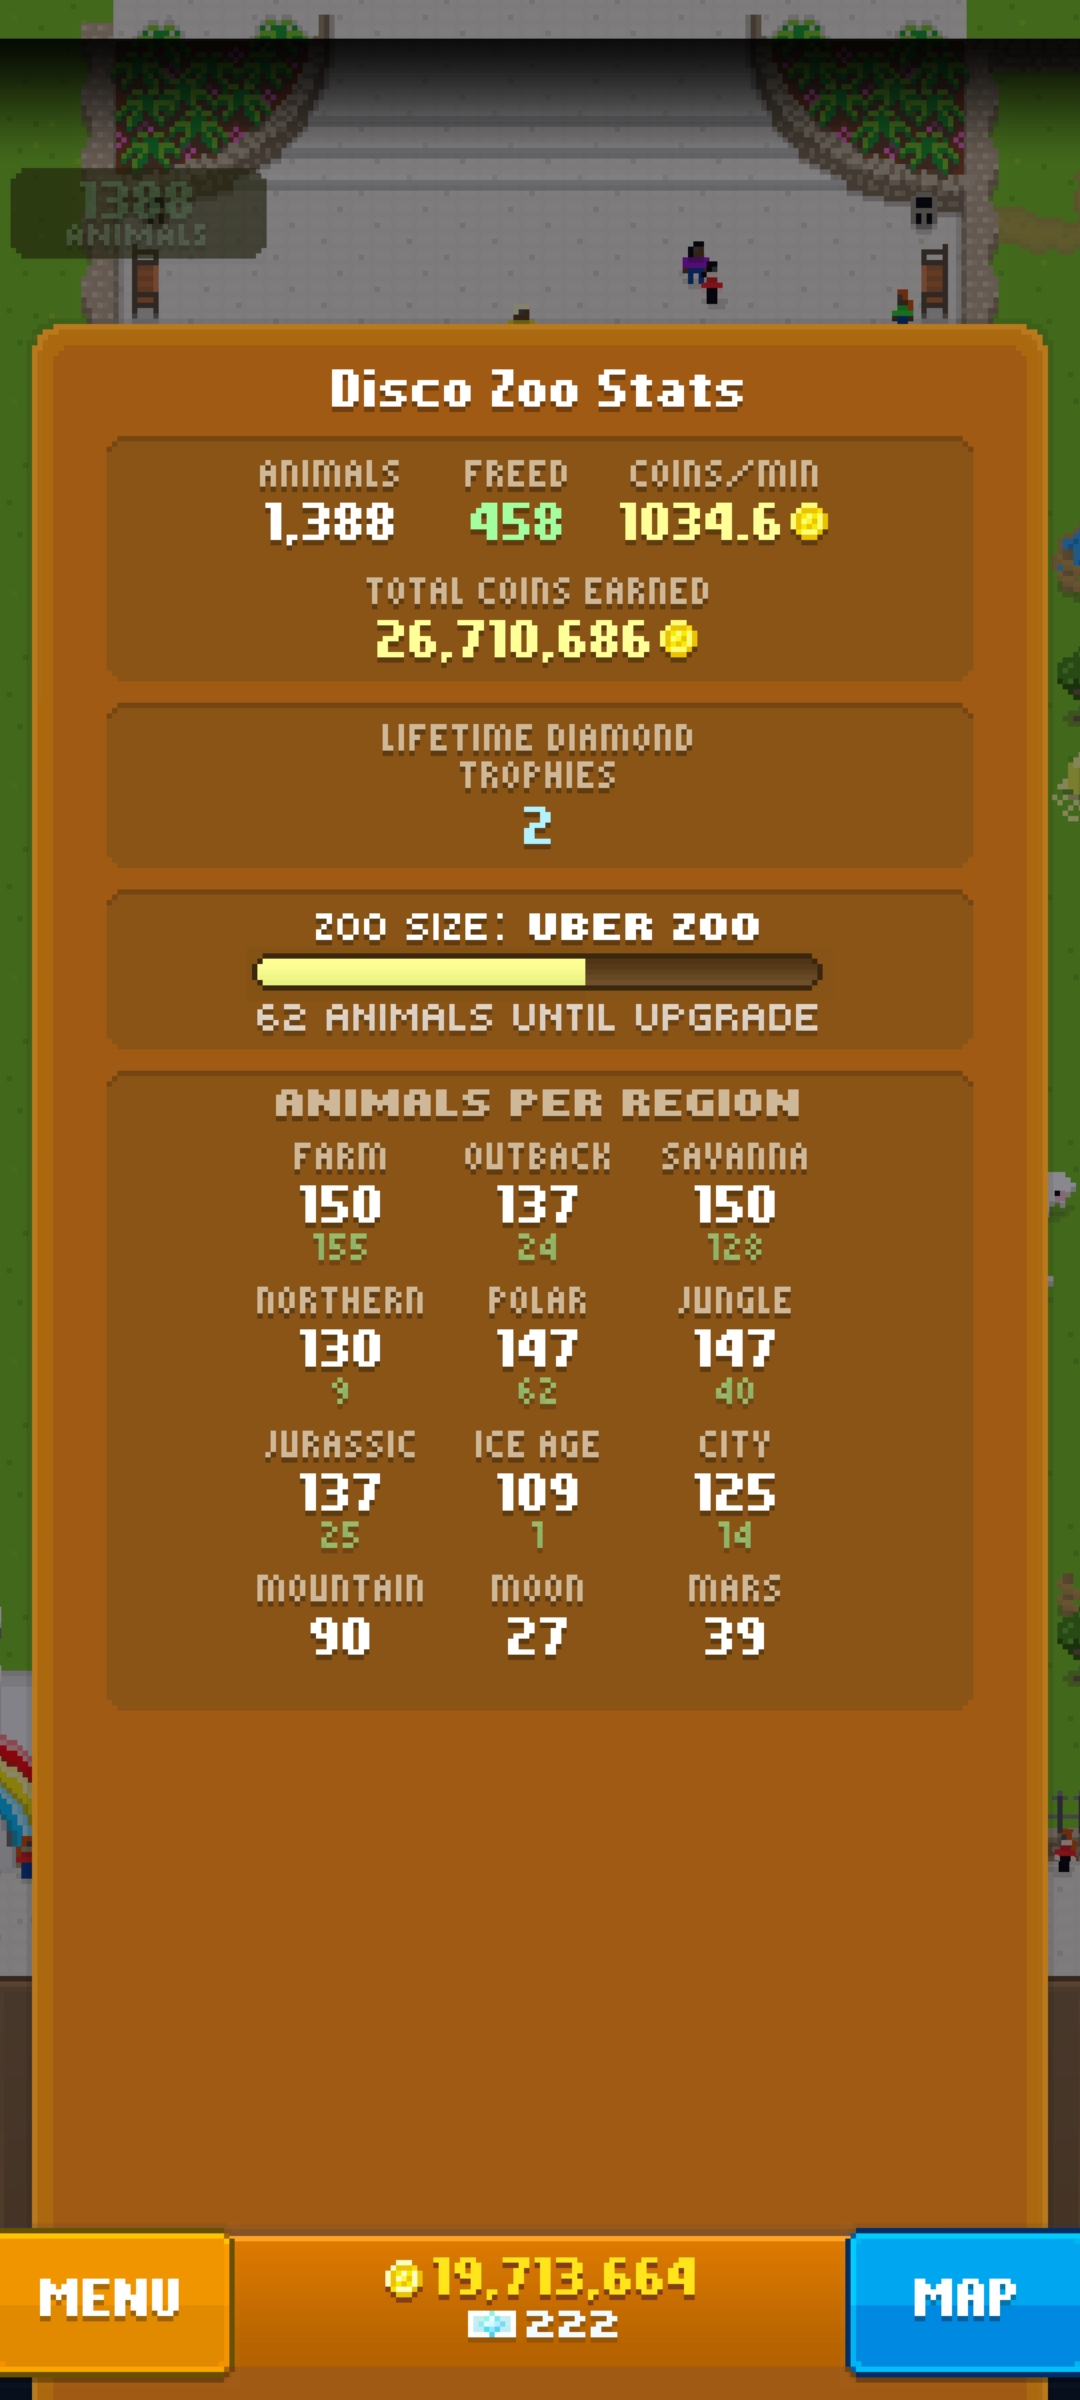 1388
ANIMALS
Disco Zoo Stats
ANIMALS FREED COINS/MIN
1,388 458 1034.6
TOTAL COINS EARNED
26,710,686
LIFETIME DIAMOND
TROPHIES
2
ZOO SIZE: UBER ZOO
62 ANIMALS UNTIL UPGRADE
ANIMALS PER REGION
FARM OUTBACK SAVANNA
150 137 150
155 24 128
NORTHERN POLAR JUNGLE
130 147 147
9 62 40
JURASSIC ICE AGE CITY
137 109 125
25 1 14
MOUNTAIN MOON MARS
90 27 39
MENU 19,713,664 MAP
222